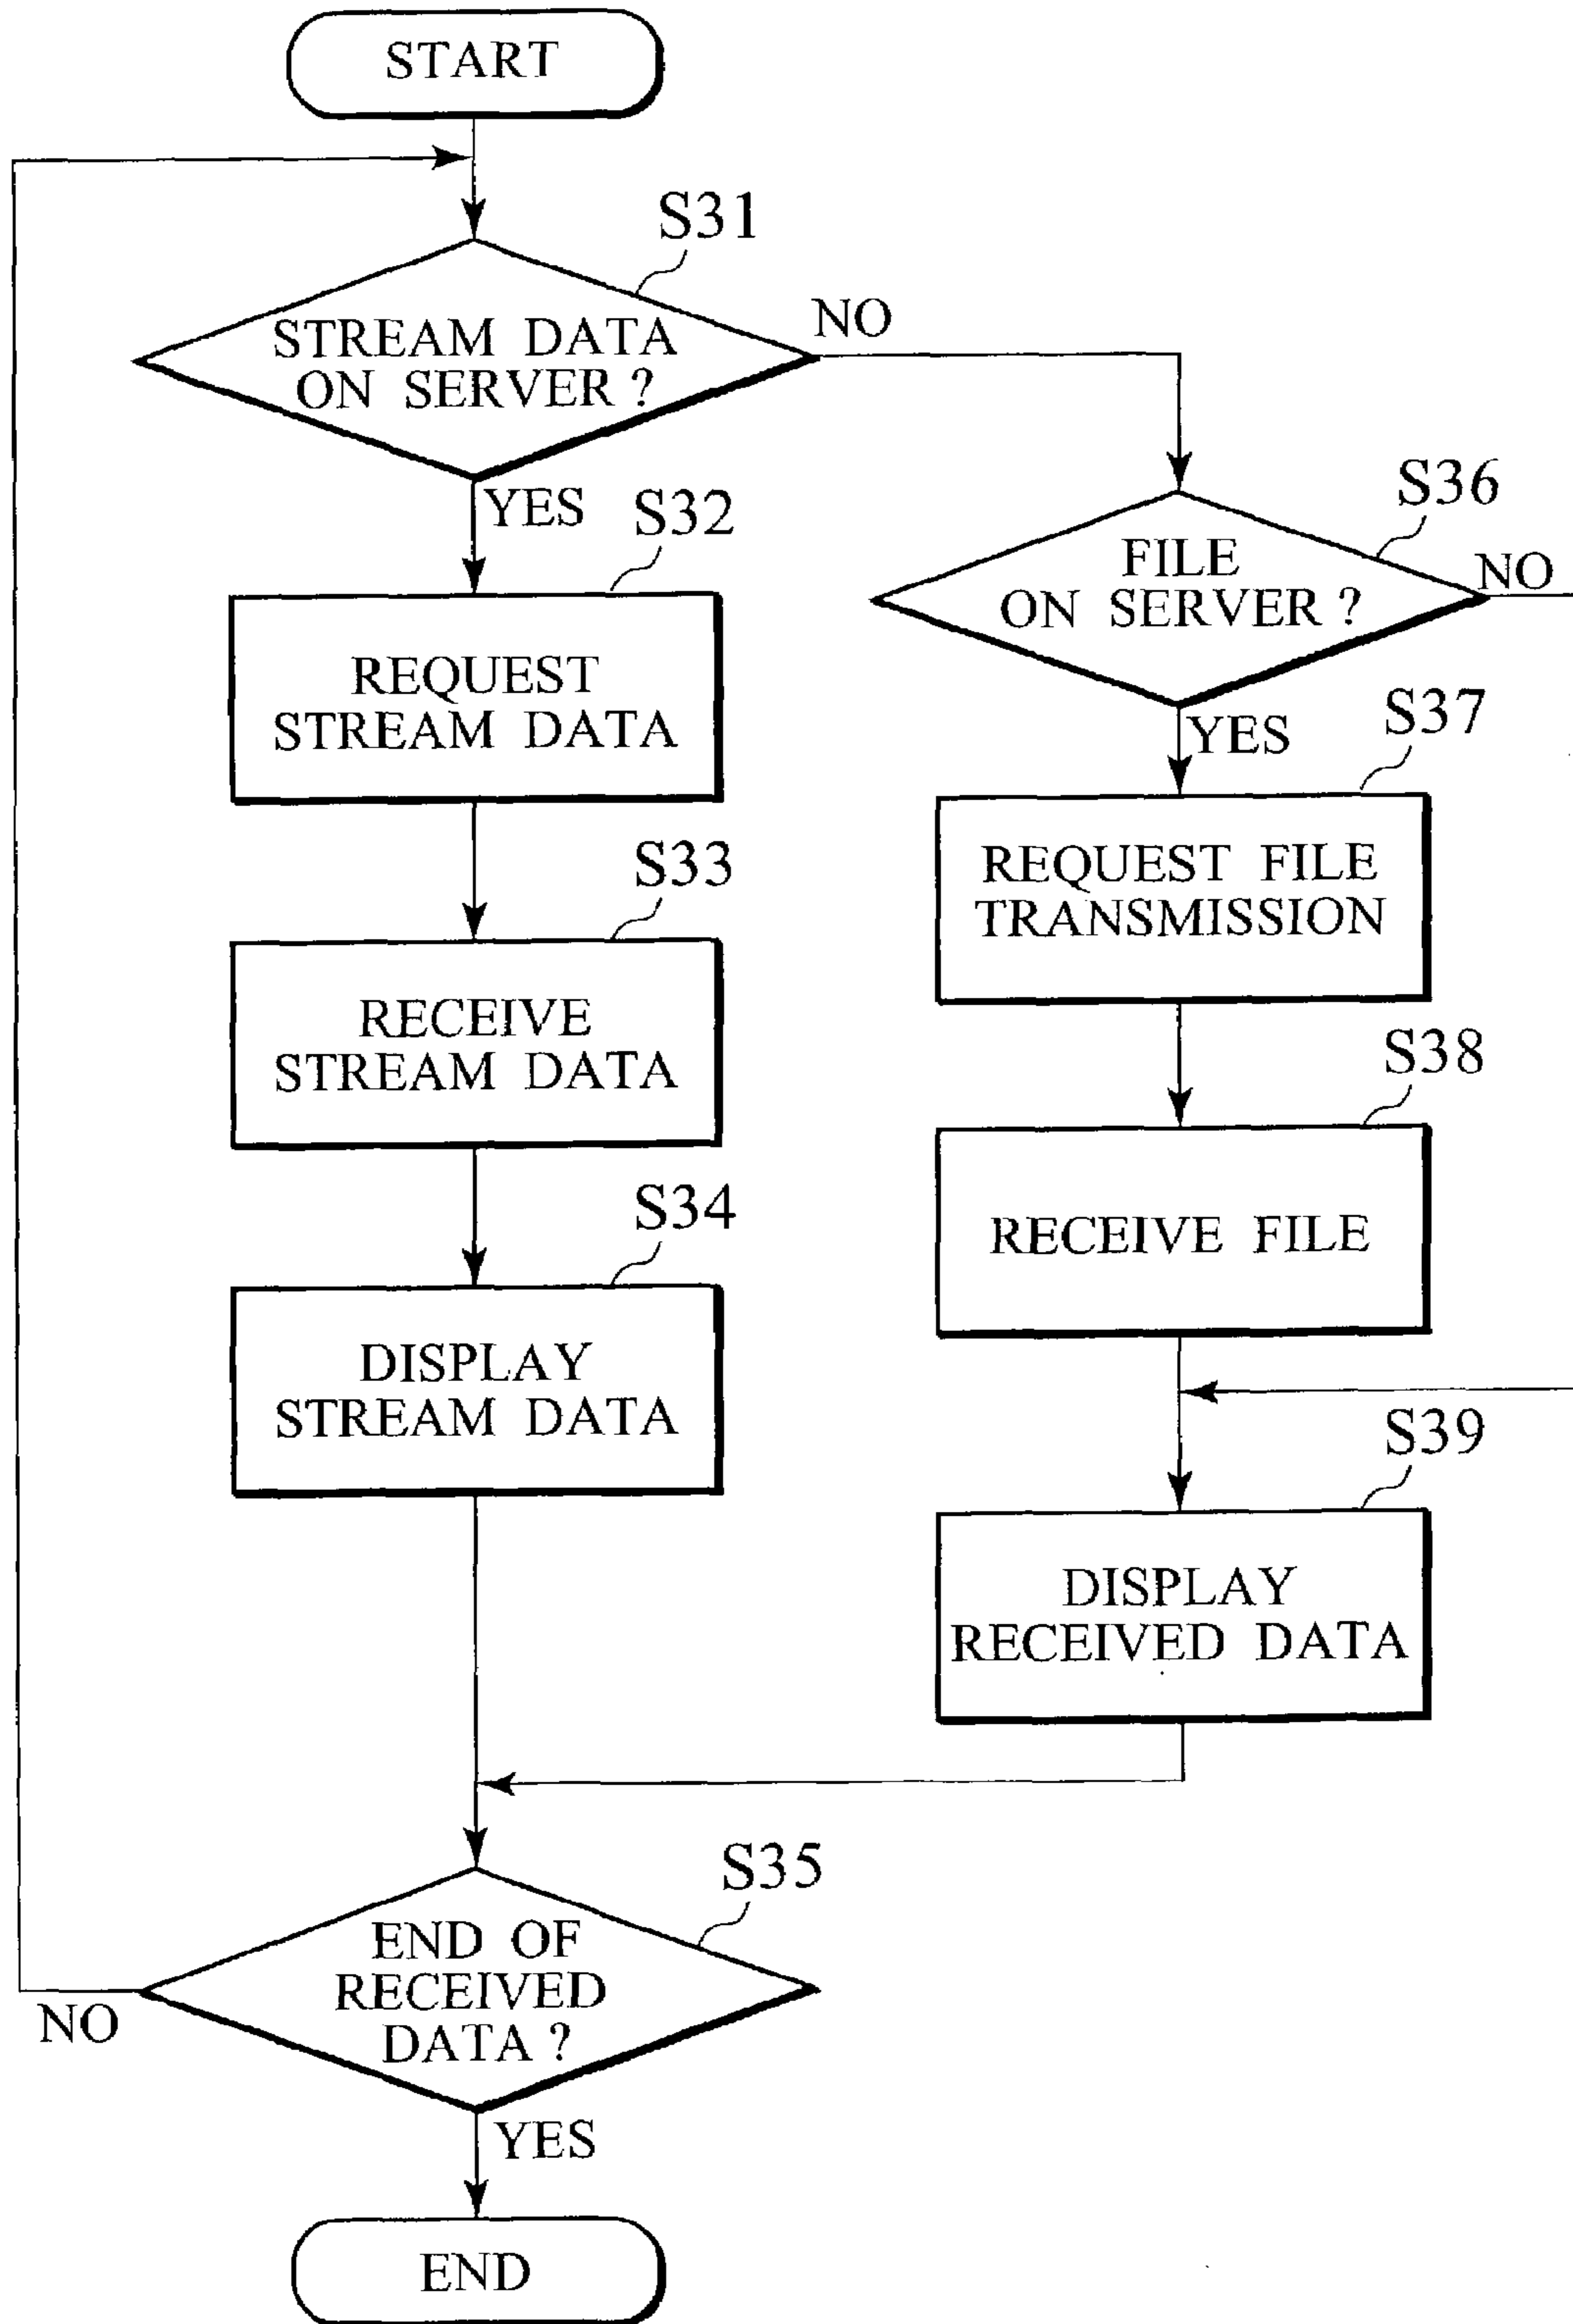 START
S31
STREAM DATA
ON SERVER ?
NO
YES
S32
REQUEST
STREAM DATA
S33
RECEIVE
STREAM DATA
S34
DISPLAY
STREAM DATA
S36
FILE
ON SERVER ?
NO
YES
S37
REQUEST FILE
TRANSMISSION
S38
RECEIVE FILE
S39
DISPLAY
RECEIVED DATA
S35
END OF
RECEIVED
DATA ?
NO
YES
END